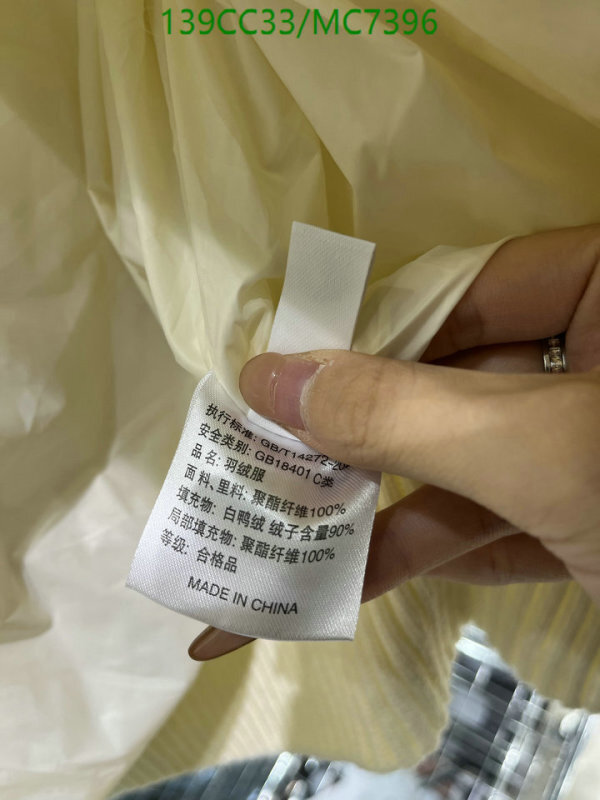 139CC33/MC7396
执行标准: GB/T14272-20
安全类别: GB18401 C类
品名: 羽绒服
面料、里料: 聚酯纤维100%
填充物: 白鸭绒 绒子含量90%
局部填充物: 聚酯纤维100%
等级: 合格品
MADE IN CHINA